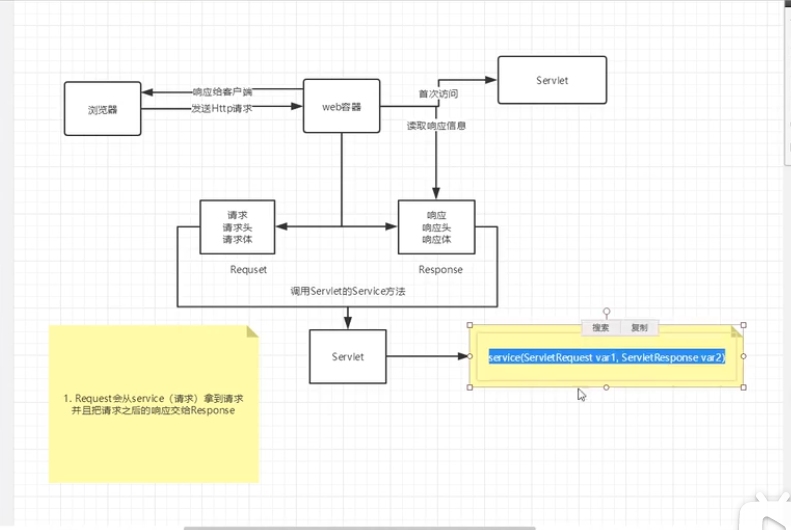 Servlet
响应给客户端
首次访问
浏览器
发送Http请求
web容器
读取响应信息
请求
请求头
请求体
响应
响应头
响应体
Requset
Response
调用Servlet的Service方法
搜索
复制
Servlet
service(ServletRequest var1, ServletResponse var2)
1. Request会从service（请求）拿到请求
并且把请求之后的响应交给Response